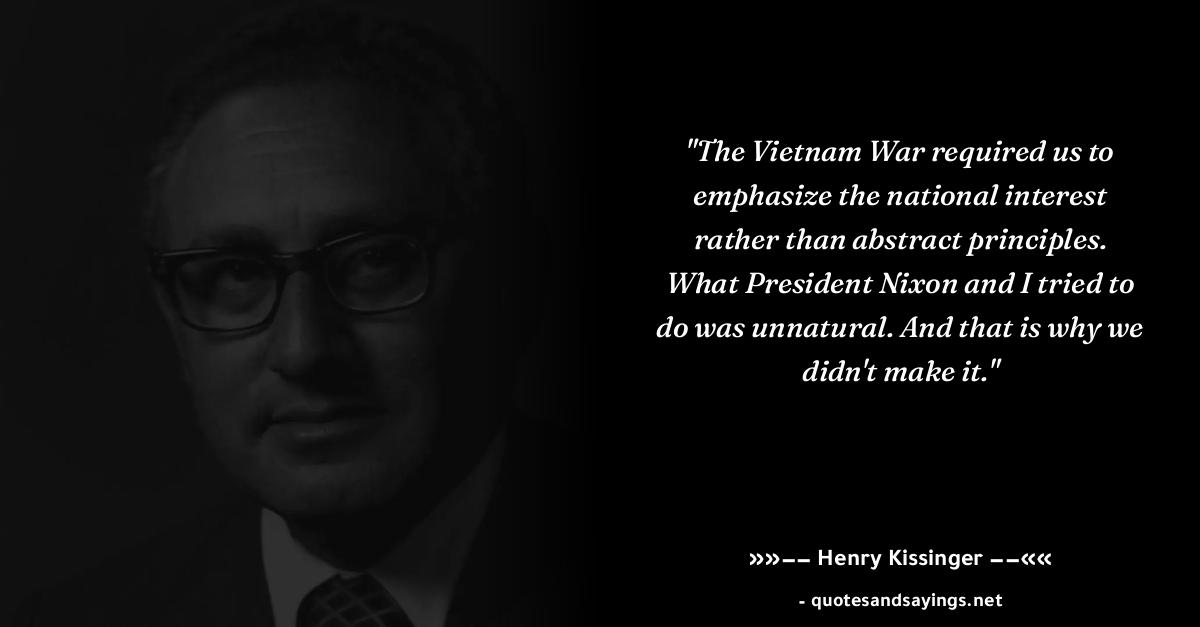 "The Vietnam War required us to
emphasize the national interest
rather than abstract principles.
What President Nixon and I tried to
do was unnatural. And that is why we
didn't make it."
»»−− Henry Kissinger −−««
- quotesandsayings.net